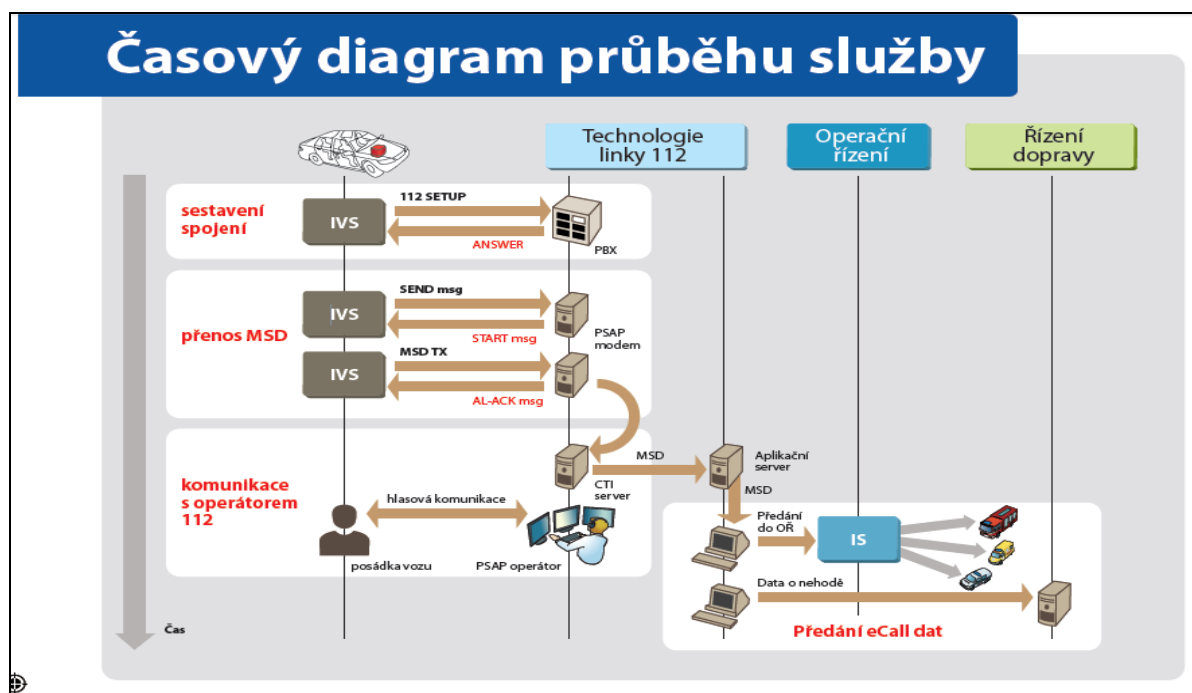 Časový diagram průběhu služby
Technologie
linky 112
Operační
řízení
Řízení
dopravy
sestavení
spojení
IVS
112 SETUP
ANSWER
PBX
přenos MSD
IVS
SEND msg
START msg
PSAP
modem
IVS
MSD TX
AL-ACK msg
komunikace
s operátorem
112
CTI
server
MSD
Aplikační
server
MSD
hlasová komunikace
posádka vozu
PSAP operátor
Předání
do OŘ
IS
Data o nehodě
Předání eCall dat
Čas